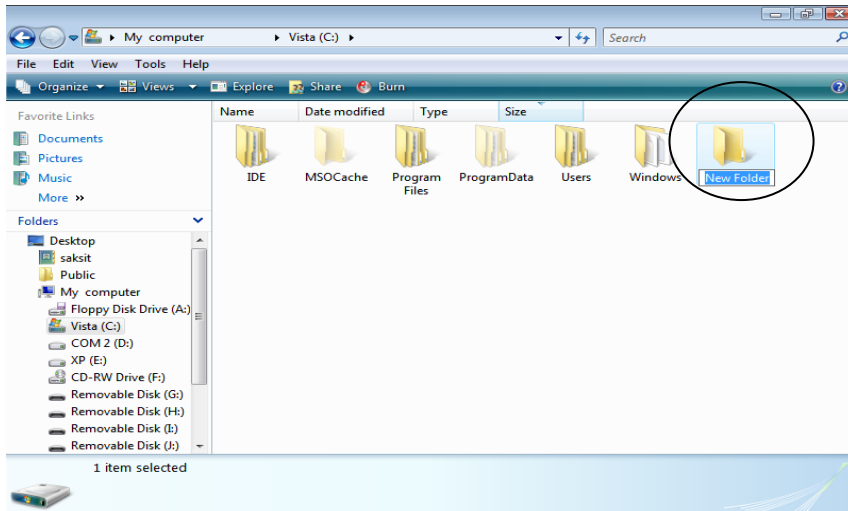 My computer Vista (C:) Search
File Edit View Tools Help
Organize Views Explore Share Burn
Favorite Links
Documents
Pictures
Music
More »
Folders
Desktop
saksit
Public
My computer
Floppy Disk Drive (A:)
Vista (C:)
COM 2 (D:)
XP (E:)
CD-RW Drive (F:)
Removable Disk (G:)
Removable Disk (H:)
Removable Disk (I:)
Removable Disk (J:)
Name Date modified Type Size
IDE MSOCache Program Files ProgramData Users Windows New Folder
1 item selected